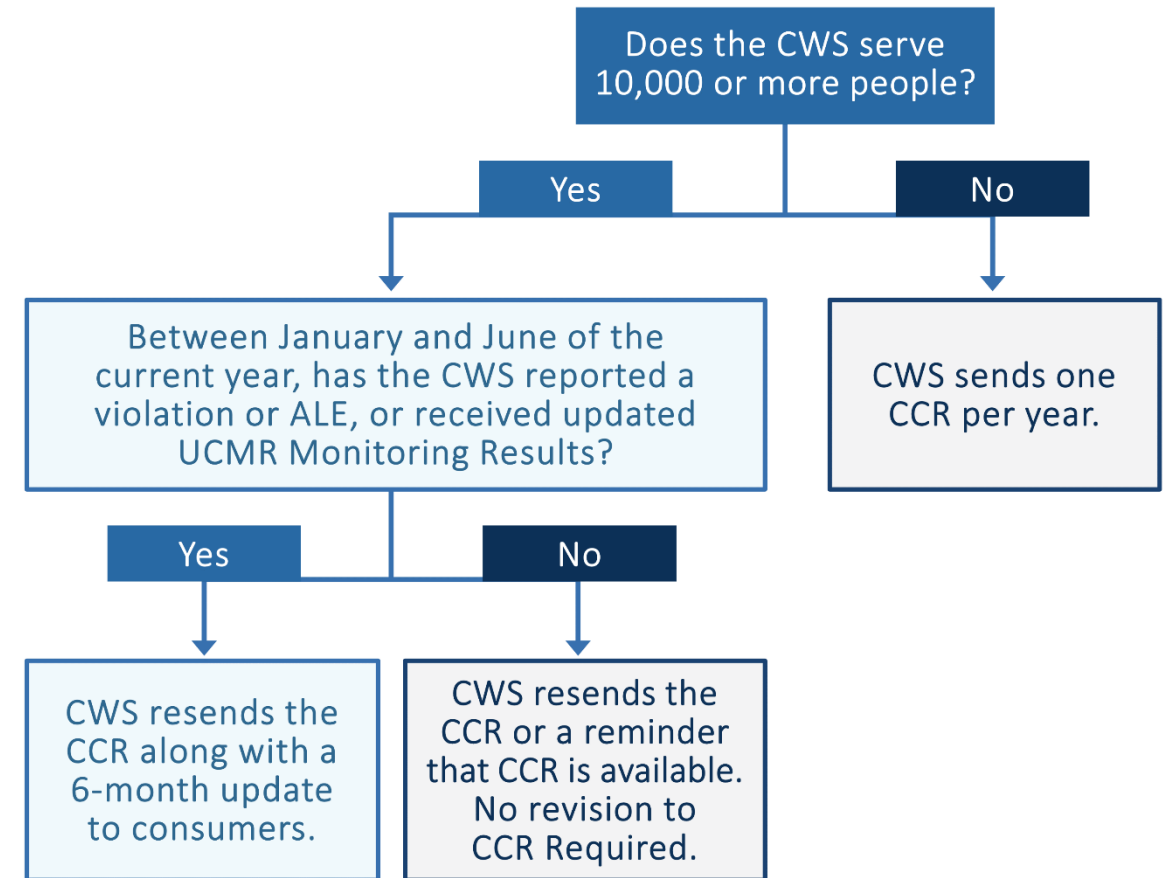 Does the CWS serve
10,000 or more people?
Yes
No
Between January and June of the
current year, has the CWS reported a
violation or ALE, or received updated
UCMR Monitoring Results?
CWS sends one
CCR per year.
Yes
No
CWS resends the
CCR along with a
6-month update
to consumers.
CWS resends the
CCR or a reminder
that CCR is available.
No revision to
CCR Required.